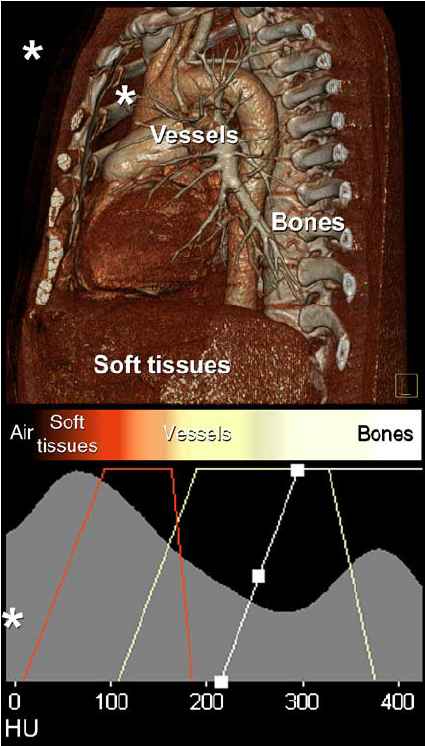 *
*
Vessels
Bones
Soft tissues
L
Air
Soft
tissues
Vessels
Bones
*
0 100 200 300 400
HU